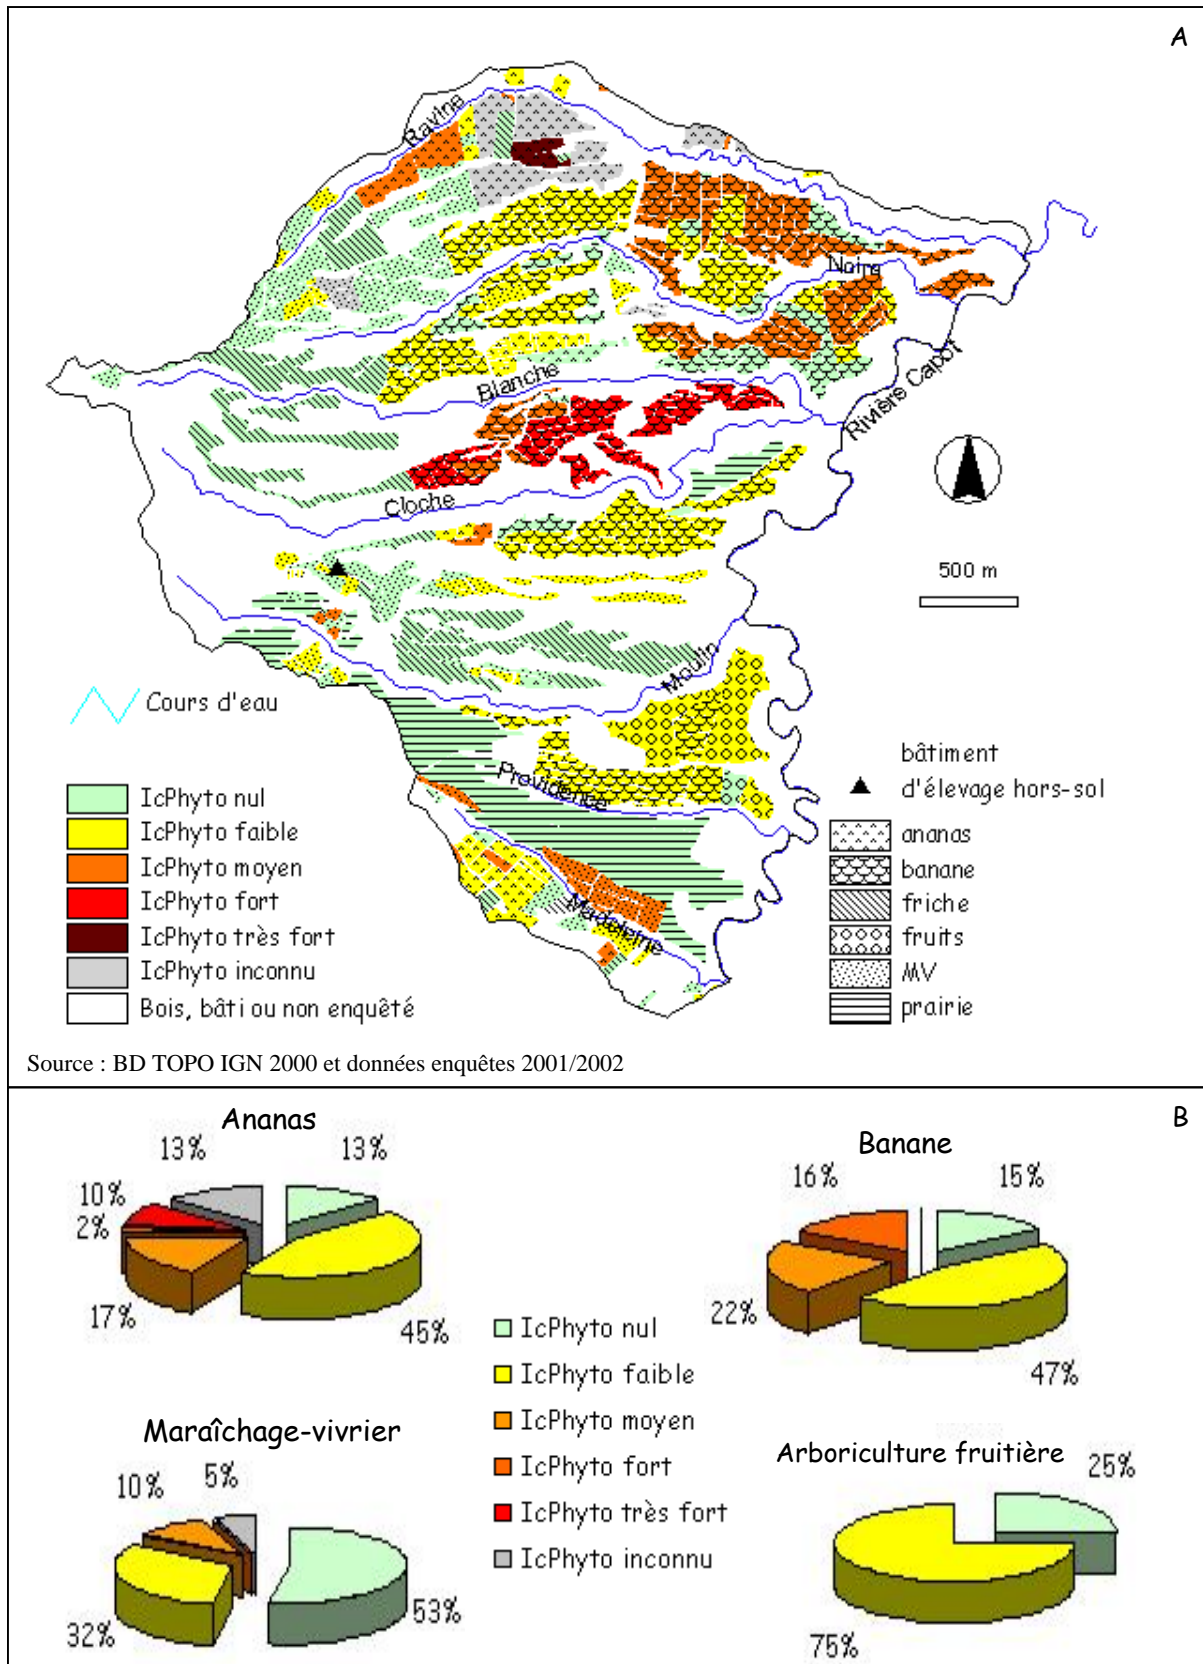 A
Ravine
Noire
Blanche
Rivière Capot
Cloche
500 m
Moulin
Cours d'eau
bâtiment
d'élevage hors-sol
Providence
IcPhyto nul
IcPhyto faible
IcPhyto moyen
IcPhyto fort
IcPhyto très fort
IcPhyto inconnu
Bois, bâti ou non enquêté
ananas
banane
friche
fruits
MV
prairie
Madeleine
Source : BD TOPO IGN 2000 et données enquêtes 2001/2002
B
Ananas
13%
13%
10%
2%
17%
45%
Banane
16%
15%
22%
47%
IcPhyto nul
IcPhyto faible
IcPhyto moyen
IcPhyto fort
IcPhyto très fort
IcPhyto inconnu
Maraîchage-vivrier
10%
5%
32%
53%
Arboriculture fruitière
25%
75%